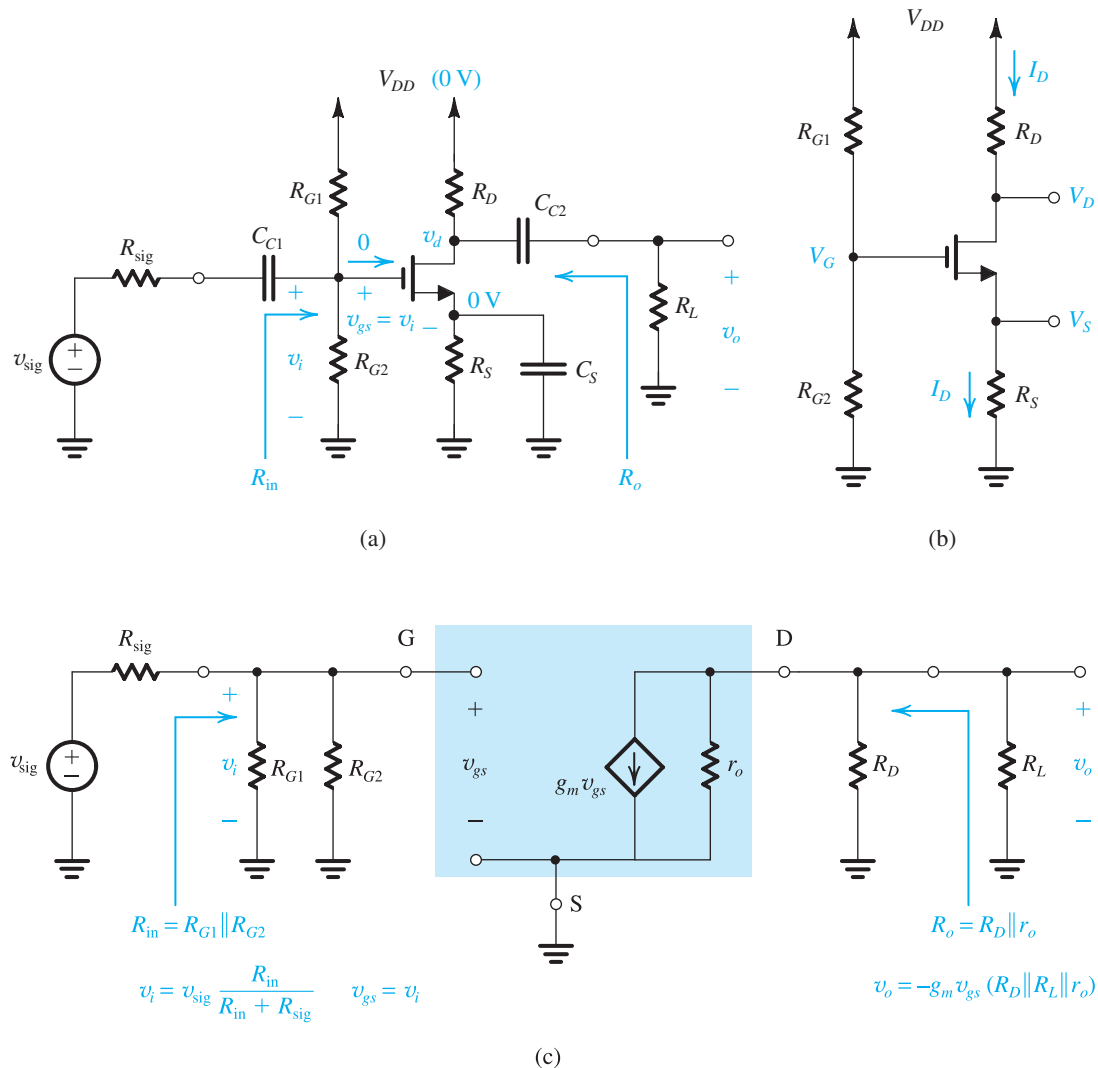 V_DD (0 V)
R_G1
R_D
C_C2
C_C1
R_sig
0
v_d
+
+
0 V
+
v_gs = v_i −
R_L
v_sig
+
−
v_i
R_G2
R_S
C_S
v_o
−
−
R_in
R_o
(a)
V_DD
I_D
R_G1
R_D
V_D
V_G
V_S
R_G2
I_D
R_S
(b)
R_sig
G
D
+
+
+
v_sig
+
−
v_i
R_G1
R_G2
v_gs
g_m v_gs
r_o
R_D
R_L
v_o
−
−
−
S
R_in = R_G1 ∥ R_G2
R_o = R_D ∥ r_o
v_i = v_sig R_in / (R_in + R_sig) v_gs = v_i
v_o = −g_m v_gs (R_D ∥ R_L ∥ r_o)
(c)